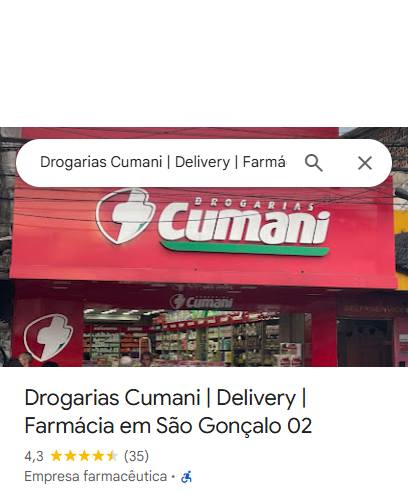 Drogarias Cumani | Delivery | Farmá
DROGARIAS
Cumani
DROGARIAS
Cumani
Drogarias Cumani | Delivery |
Farmácia em São Gonçalo 02
4,3 (35)
Empresa farmacêutica ·